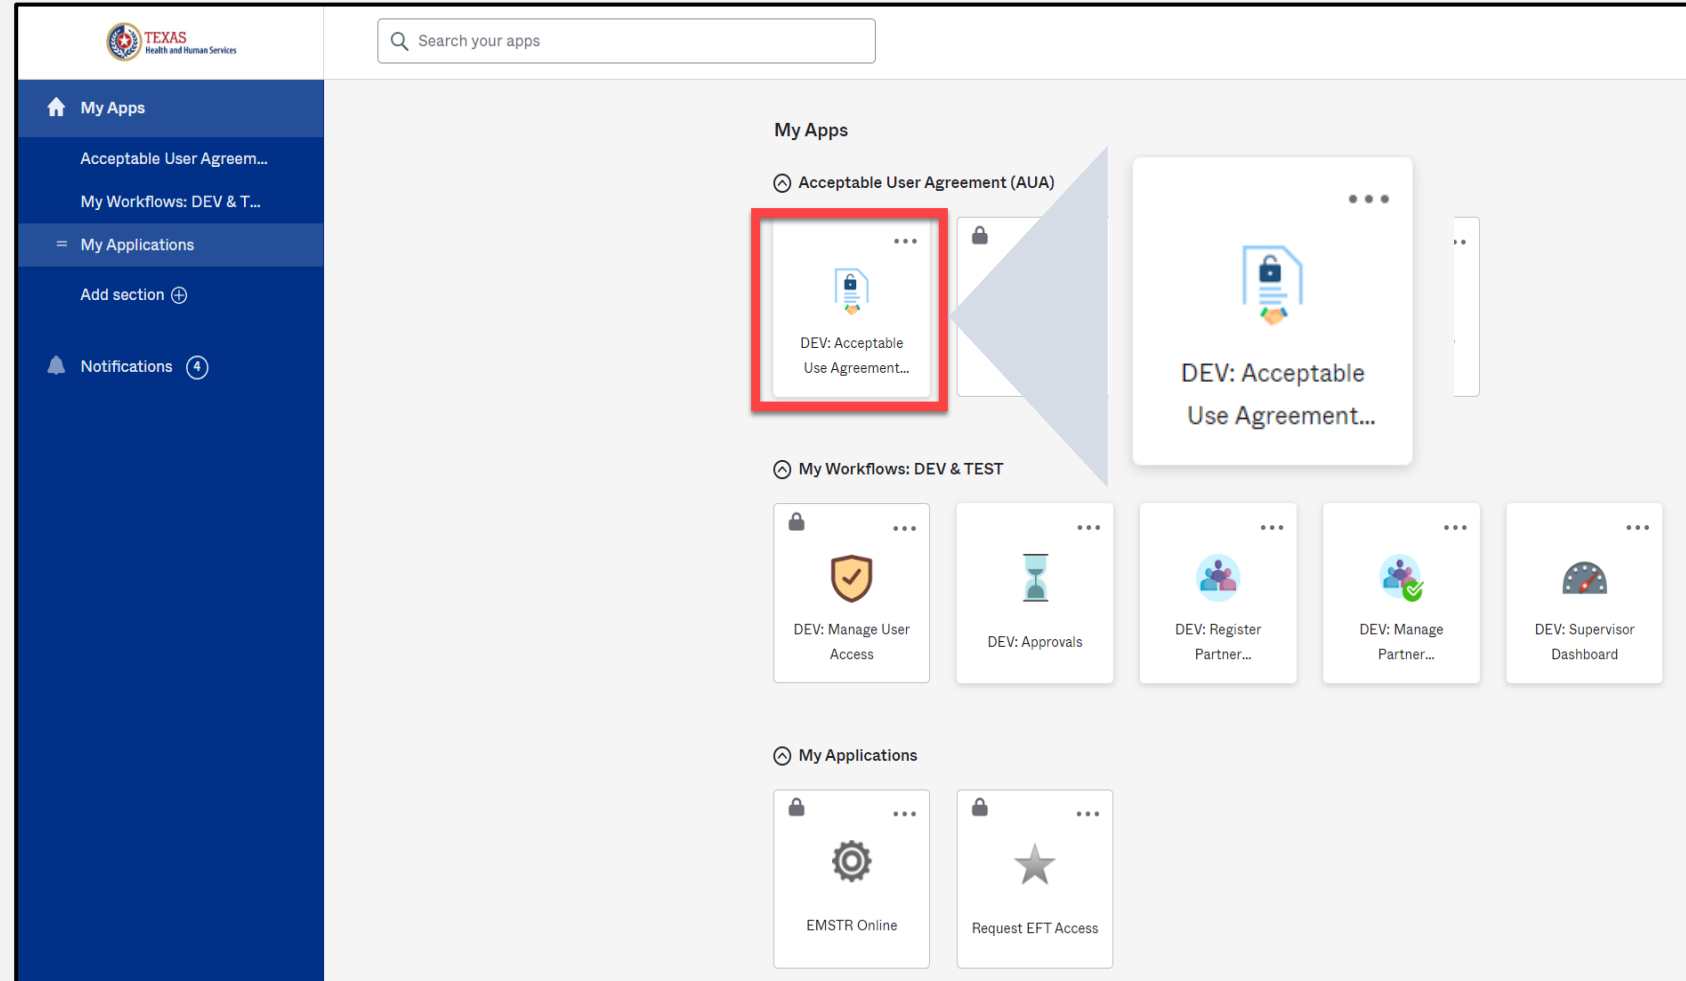 TEXAS
Health and Human Services
Search your apps
My Apps
Acceptable User Agreem...
My Workflows: DEV & T...
My Applications
Add section
Notifications 4
My Apps
Acceptable User Agreement (AUA)
DEV: Acceptable
Use Agreement...
DEV: Acceptable
Use Agreement...
My Workflows: DEV & TEST
DEV: Manage User
Access
DEV: Approvals
DEV: Register
Partner...
DEV: Manage
Partner...
DEV: Supervisor
Dashboard
My Applications
EMSTR Online
Request EFT Access